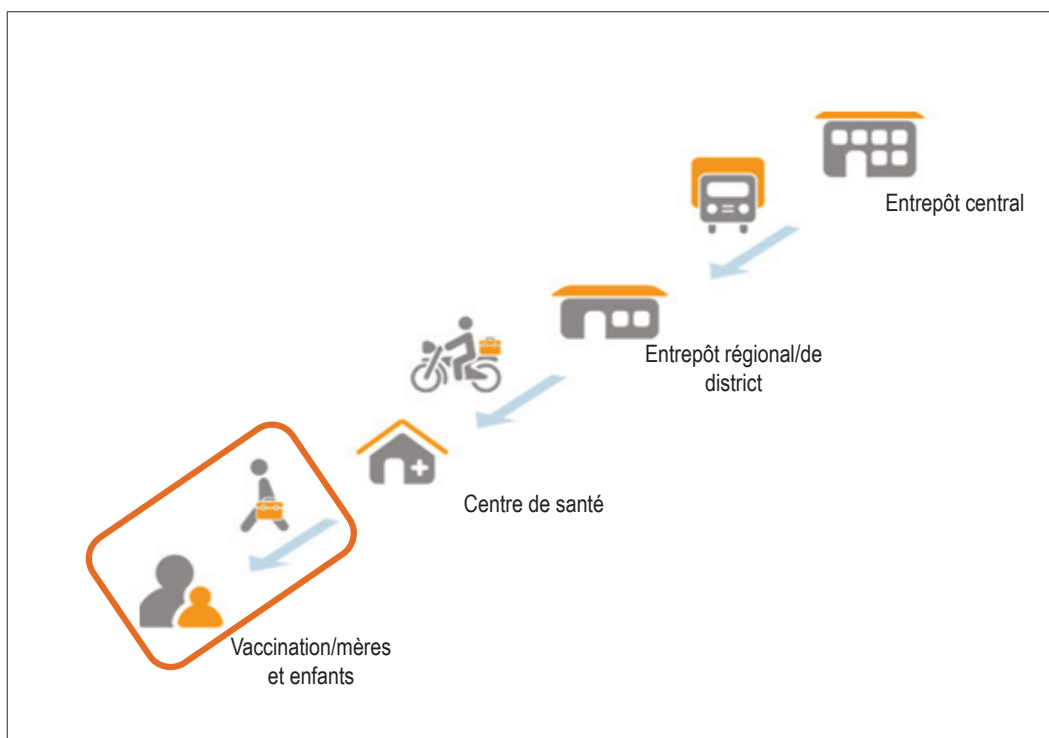 Entrepôt central
Entrepôt régional/de
district
Centre de santé
Vaccination/mères
et enfants